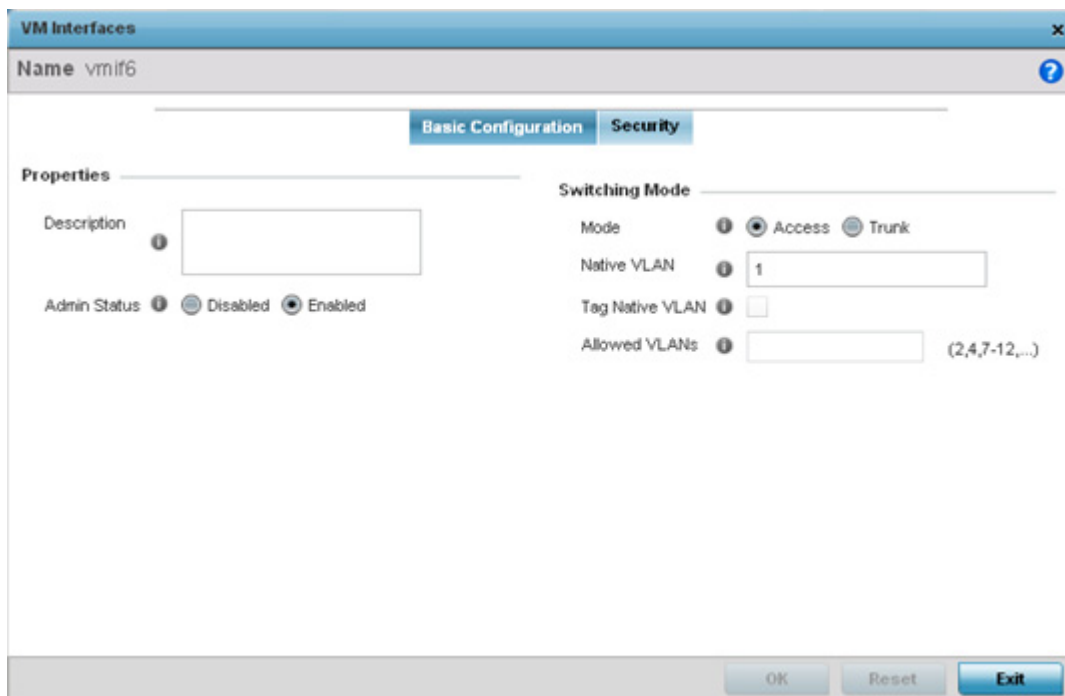 VM Interfaces
Name vmif6
Basic Configuration Security
Properties
Description
Admin Status Disabled Enabled
Switching Mode
Mode Access Trunk
Native VLAN 1
Tag Native VLAN
Allowed VLANs (2,4,7-12,...)
OK Reset Exit